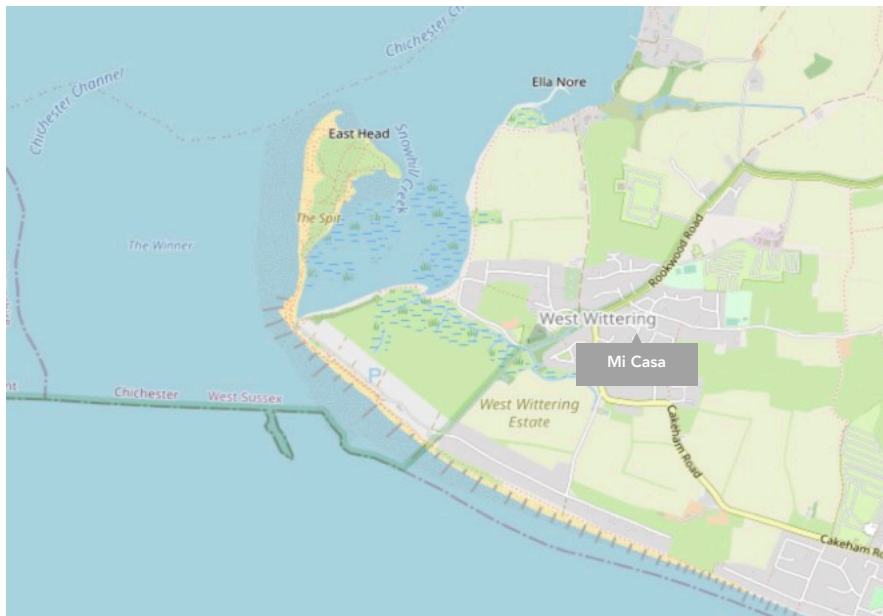 Chichester Channel
Ella Nore
East Head
Snowhill Creek
Chichester Channel
The Spit
The Winner
Rookwood Road
West Wittering
Mi Casa
P
Chichester
West Sussex
West Wittering
Estate
Cakeham Road
Cakeham